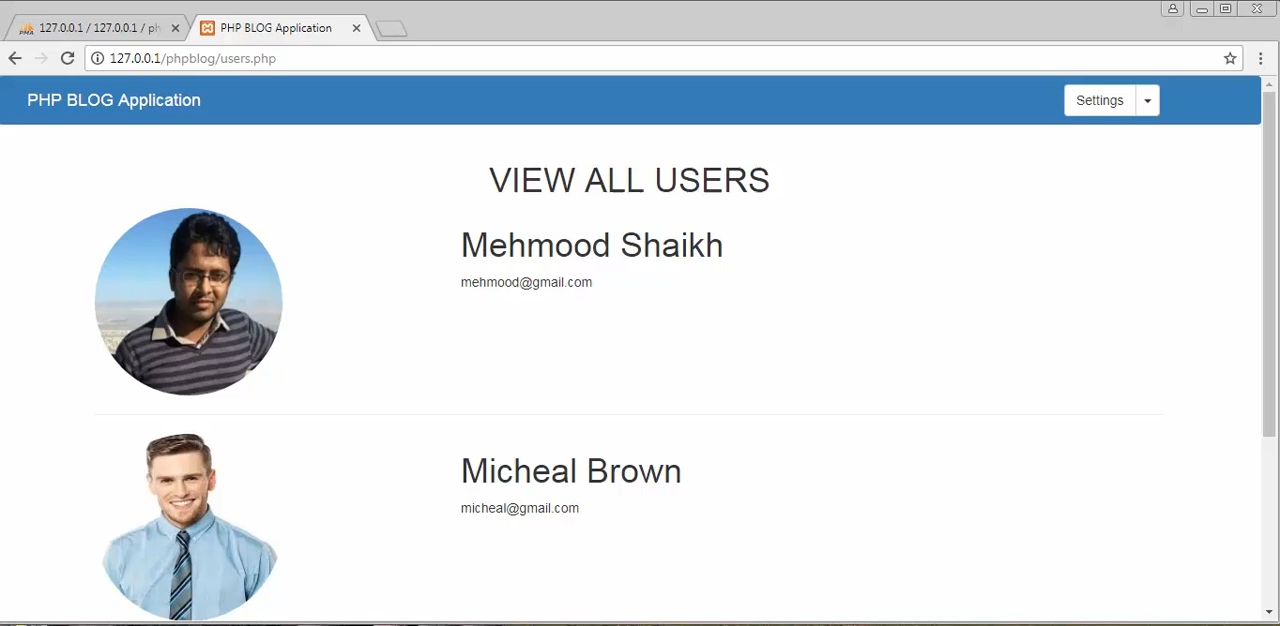 127.0.0.1 / 127.0.0.1 / ph
PHP BLOG Application
127.0.0.1/phpblog/users.php
PHP BLOG Application
Settings
VIEW ALL USERS
Mehmood Shaikh
mehmood@gmail.com
Micheal Brown
micheal@gmail.com